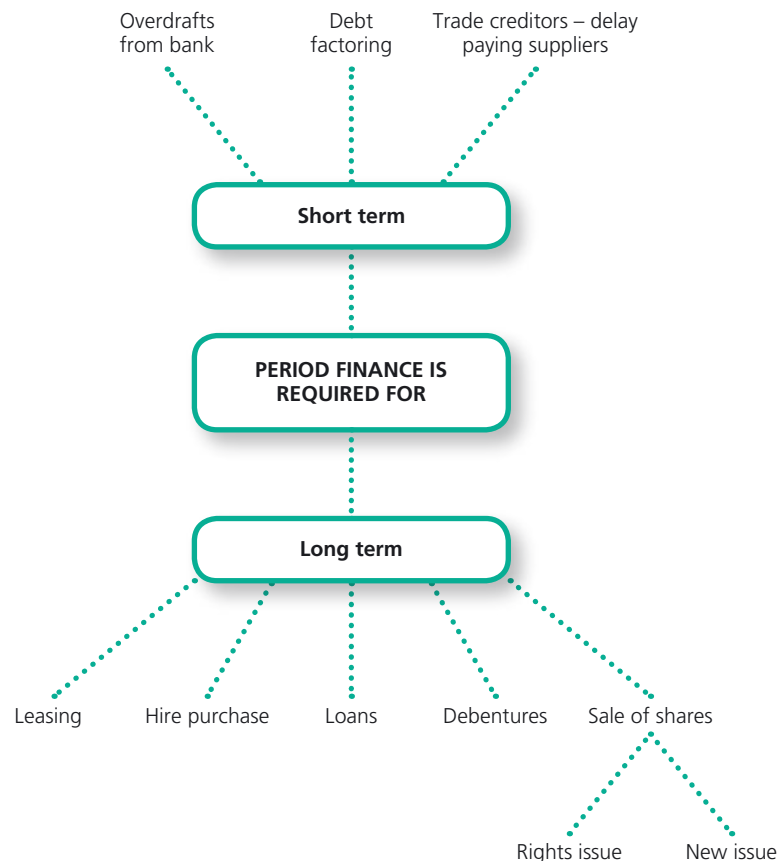 Overdrafts
from bank
Debt
factoring
Trade creditors – delay
paying suppliers
Short term
PERIOD FINANCE IS
REQUIRED FOR
Long term
Leasing
Hire purchase
Loans
Debentures
Sale of shares
Rights issue
New issue